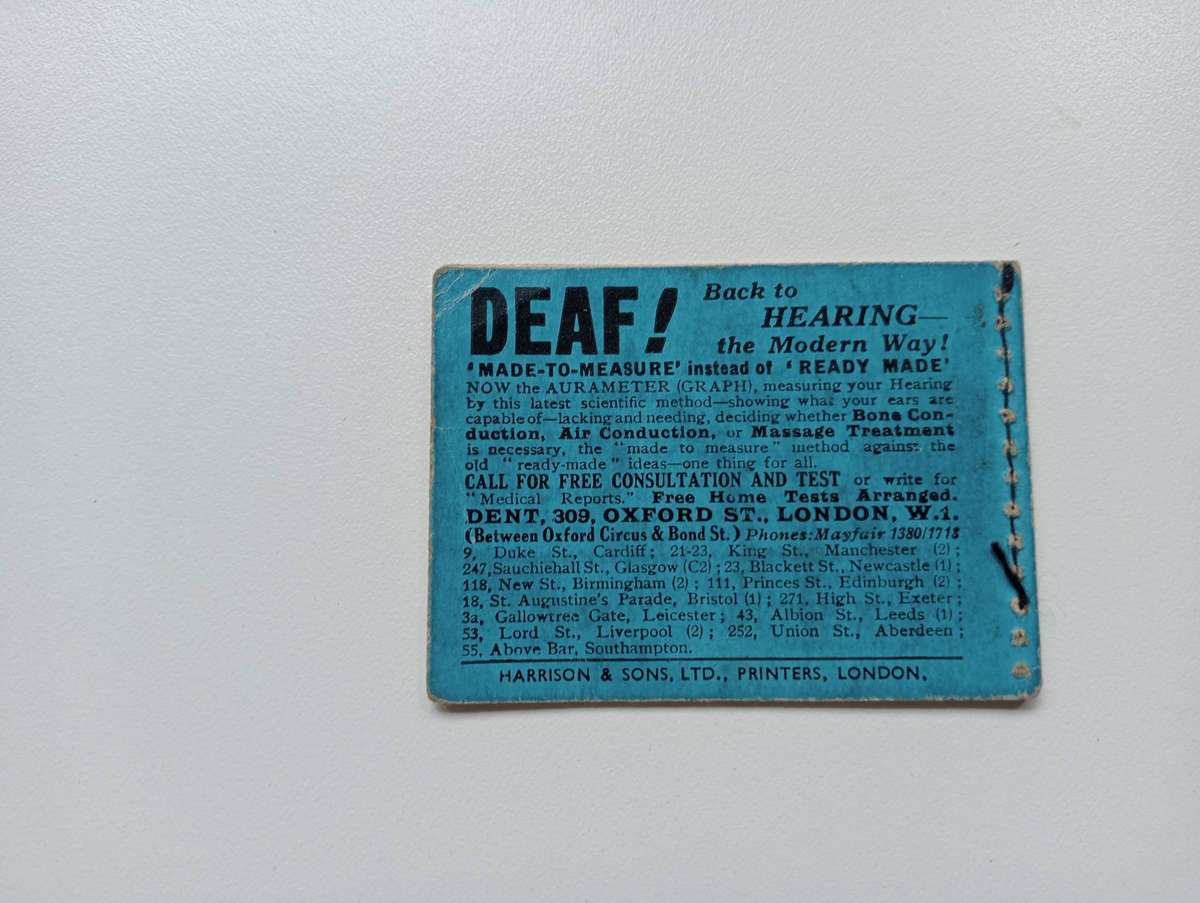 DEAF! Back to
HEARING—
the Modern Way!
'MADE-TO-MEASURE' instead of 'READY MADE'
NOW the AURAMETER (GRAPH), measuring your Hearing
by this latest scientific method—showing what your ears are
capable of—lacking and needing, deciding whether Bone Con-
duction, Air Conduction, or Massage Treatment
is necessary, the "made to measure" method against the
old "ready-made" ideas—one thing for all.
CALL FOR FREE CONSULTATION AND TEST or write for
"Medical Reports." Free Home Tests Arranged.
DENT, 309, OXFORD ST., LONDON, W.1.
(Between Oxford Circus & Bond St.) Phones: Mayfair 1380/1718
9, Duke St., Cardiff; 21-23, King St., Manchester (2);
247, Sauchiehall St., Glasgow (C2); 23, Blackett St., Newcastle (1);
118, New St., Birmingham (2); 111, Princes St., Edinburgh (2);
18, St. Augustine's Parade, Bristol (1); 271, High St., Exeter;
3a, Gallowtree Gate, Leicester; 43, Albion St., Leeds (1);
53, Lord St., Liverpool (2); 252, Union St., Aberdeen;
55, Above Bar, Southampton.
HARRISON & SONS, LTD., PRINTERS, LONDON.